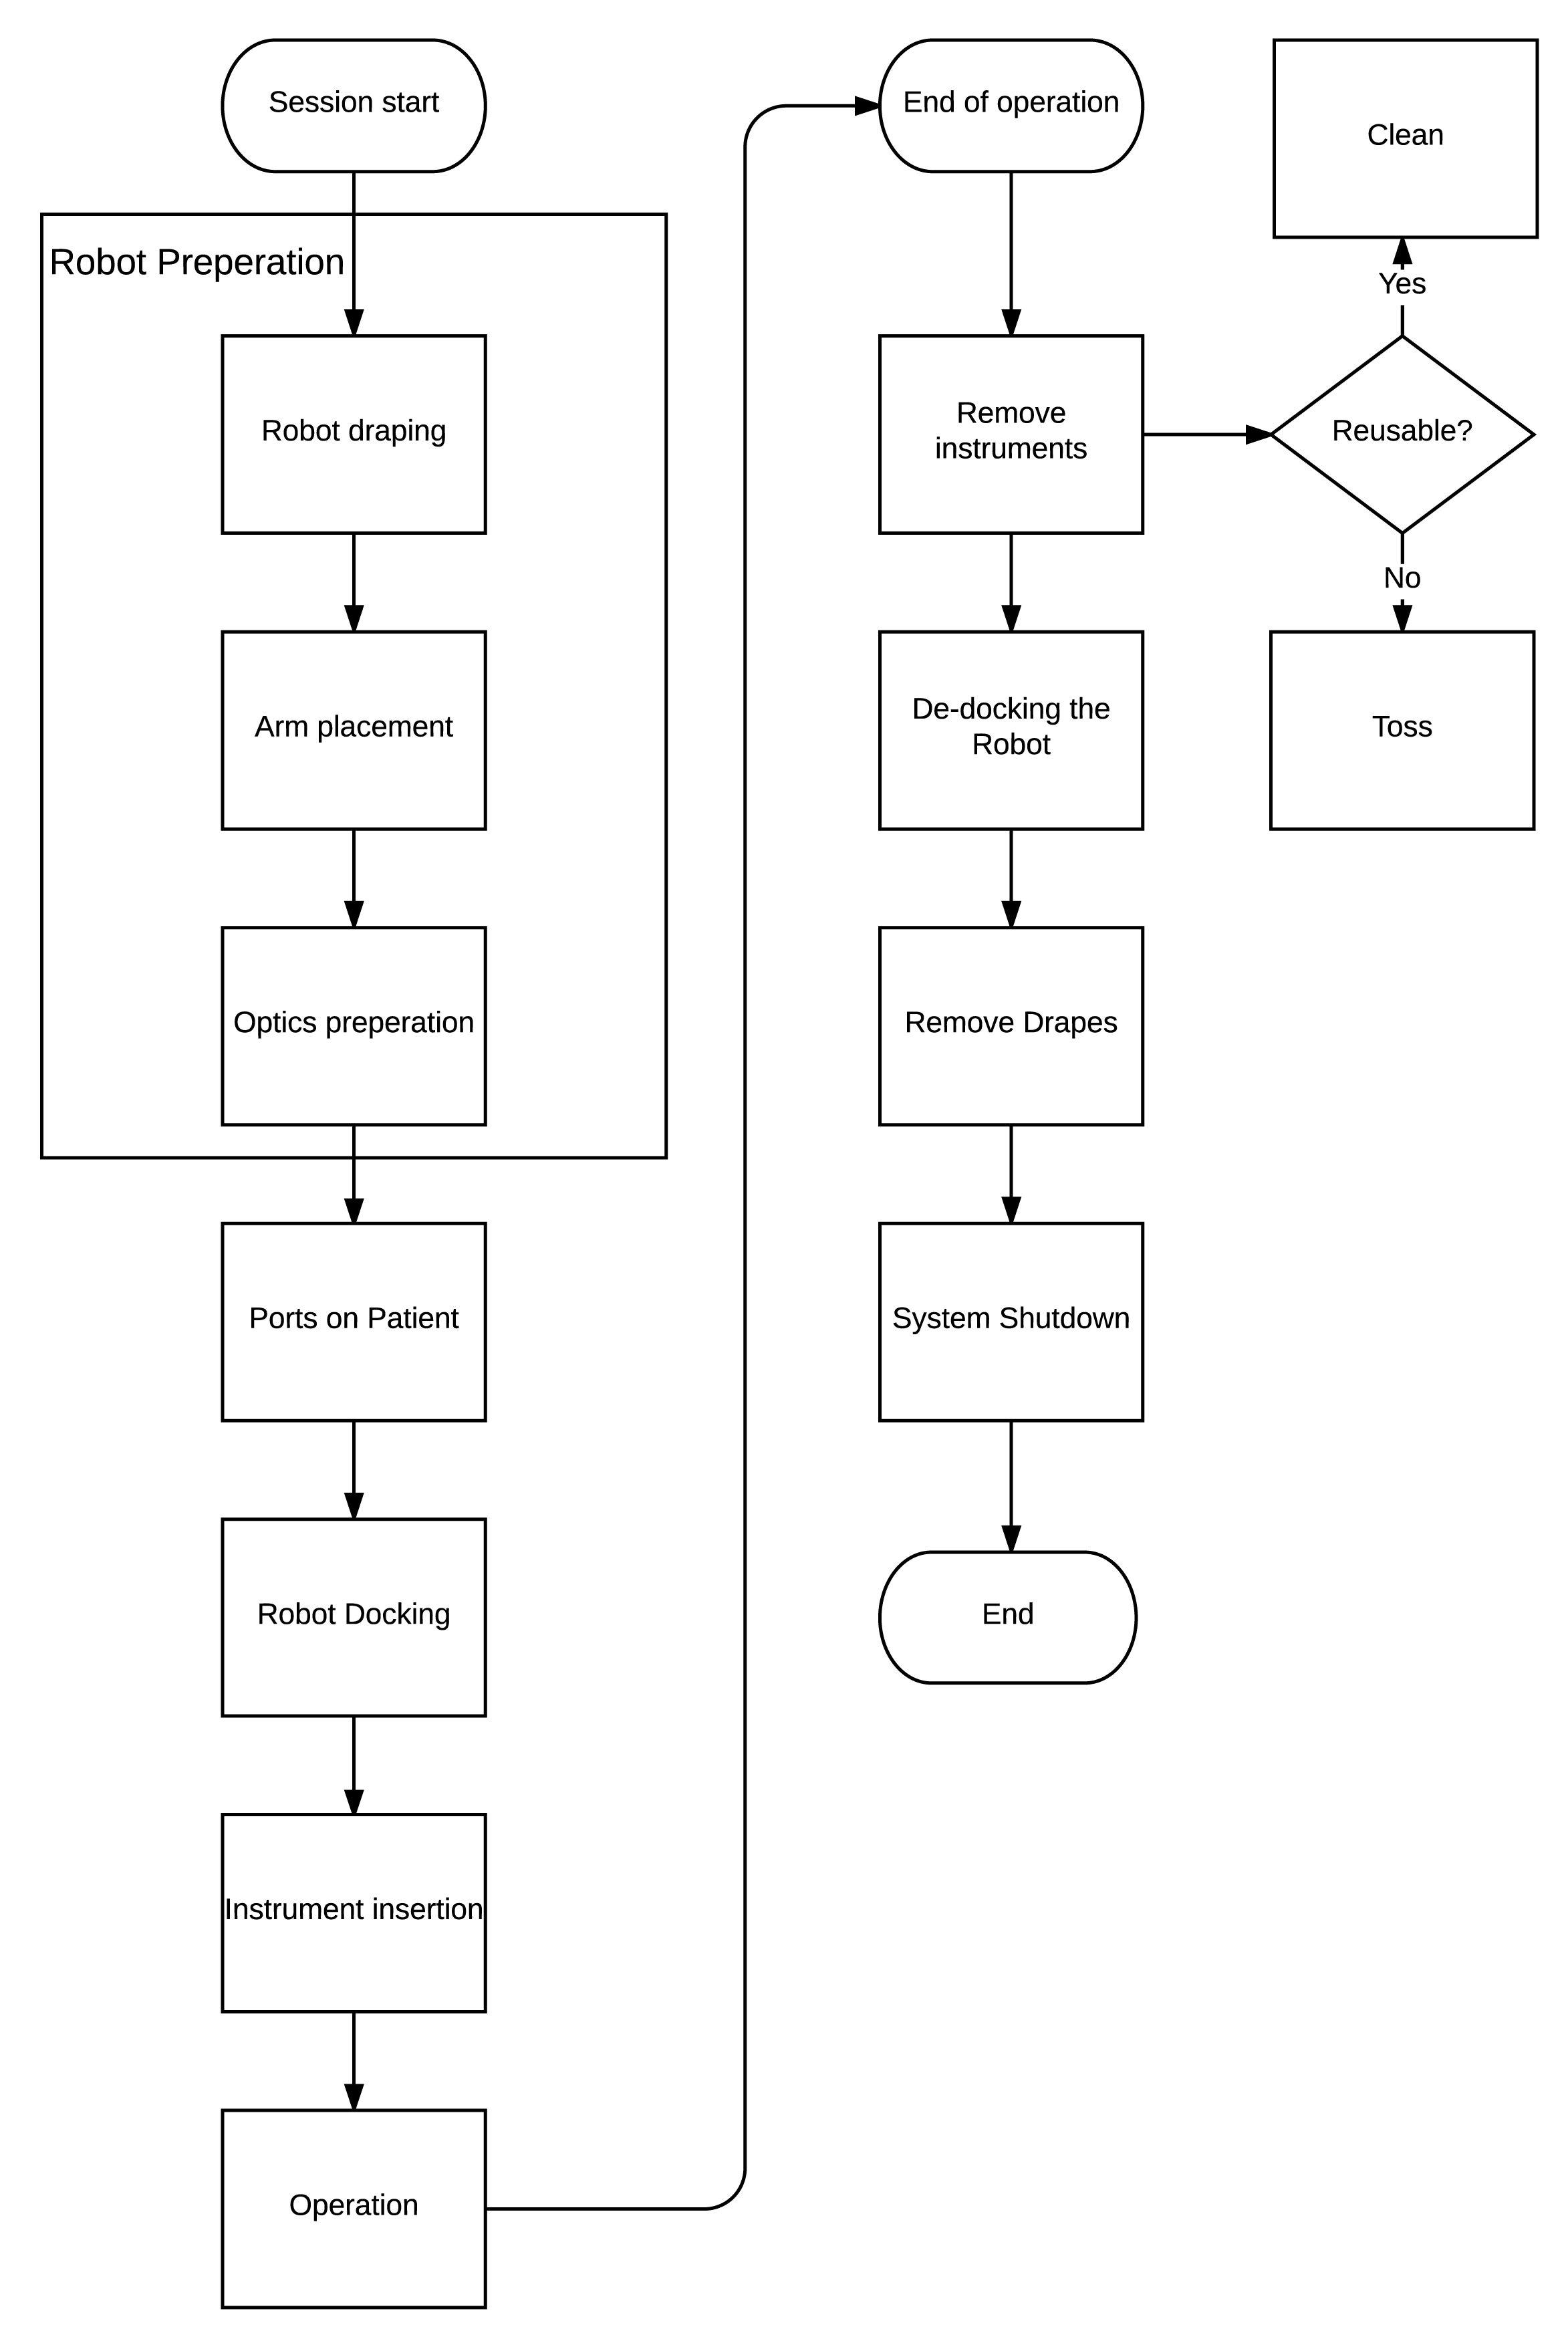 Session start
Robot Preperation
Robot draping
Arm placement
Optics preperation
Ports on Patient
Robot Docking
Instrument insertion
Operation
End of operation
Remove
instruments
De-docking the
Robot
Remove Drapes
System Shutdown
End
Clean
Yes
Reusable?
No
Toss